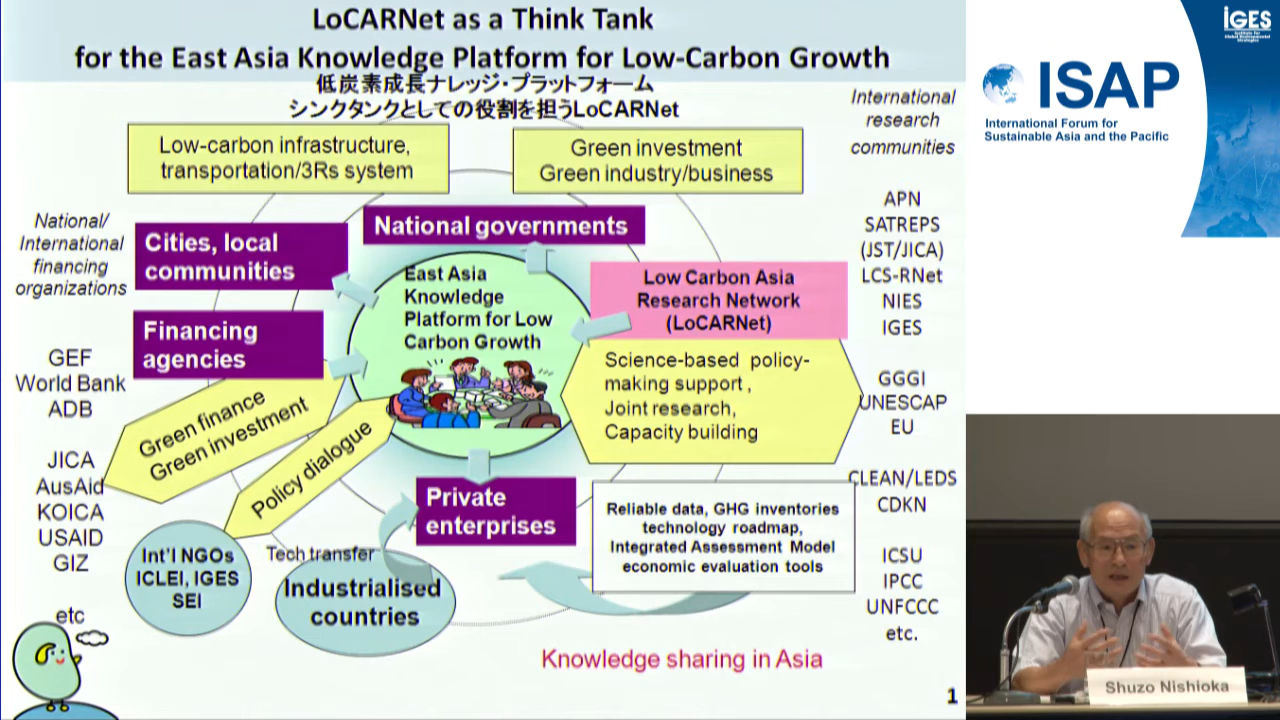 LoCARNet as a Think Tank
for the East Asia Knowledge Platform for Low-Carbon Growth
低炭素成長ナレッジ・プラットフォーム
シンクタンクとしての役割を担うLoCARNet
Low-carbon infrastructure,
transportation/3Rs system
Green investment
Green industry/business
International
research
communities
APN
SATREPS
(JST/JICA)
LCS-RNet
NIES
IGES
GGGI
UNESCAP
EU
CLEAN/LEDS
CDKN
ICSU
IPCC
UNFCCC
etc.
National/
International
financing
organizations
GEF
World Bank
ADB
JICA
AusAid
KOICA
USAID
GIZ
etc
Cities, local
communities
National governments
Financing
agencies
East Asia
Knowledge
Platform for Low
Carbon Growth
Low Carbon Asia
Research Network
(LoCARNet)
Science-based policy-
making support ,
Joint research,
Capacity building
Green finance
Green investment
Policy dialogue
Private
enterprises
Reliable data, GHG inventories
technology roadmap,
Integrated Assessment Model
economic evaluation tools
Int'l NGOs
ICLEI, IGES
SEI
Tech transfer
Industrialised
countries
Knowledge sharing in Asia
1
IGES
Institute for
Global Environmental
Strategies
ISAP
International Forum for
Sustainable Asia and the Pacific
Shuzo Nishioka